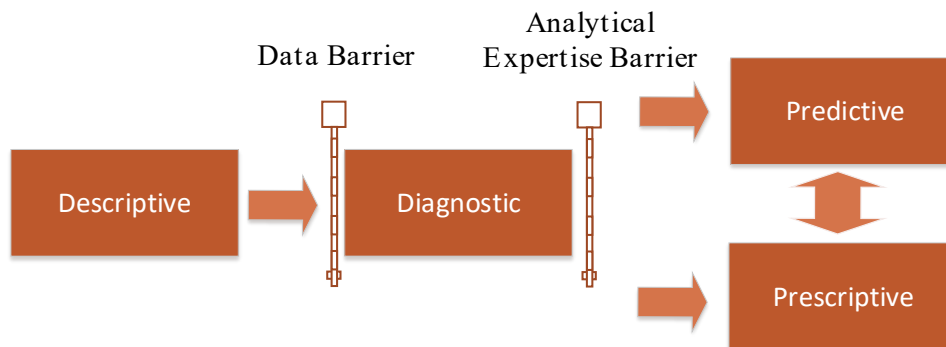 Data Barrier
Analytical
Expertise Barrier
Descriptive
Diagnostic
Predictive
Prescriptive